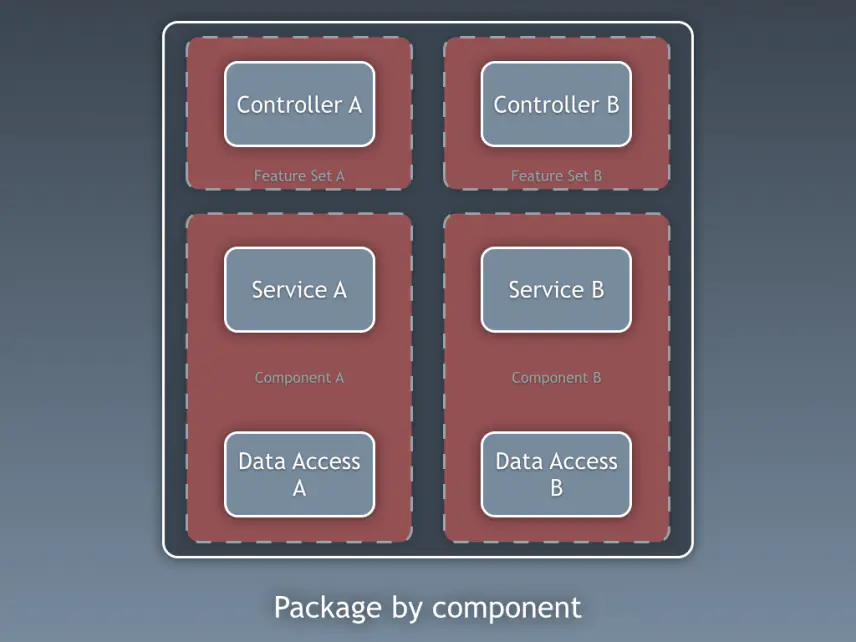 Controller A
Controller B
Feature Set A
Feature Set B
Service A
Service B
Component A
Component B
Data Access
A
Data Access
B
Package by component